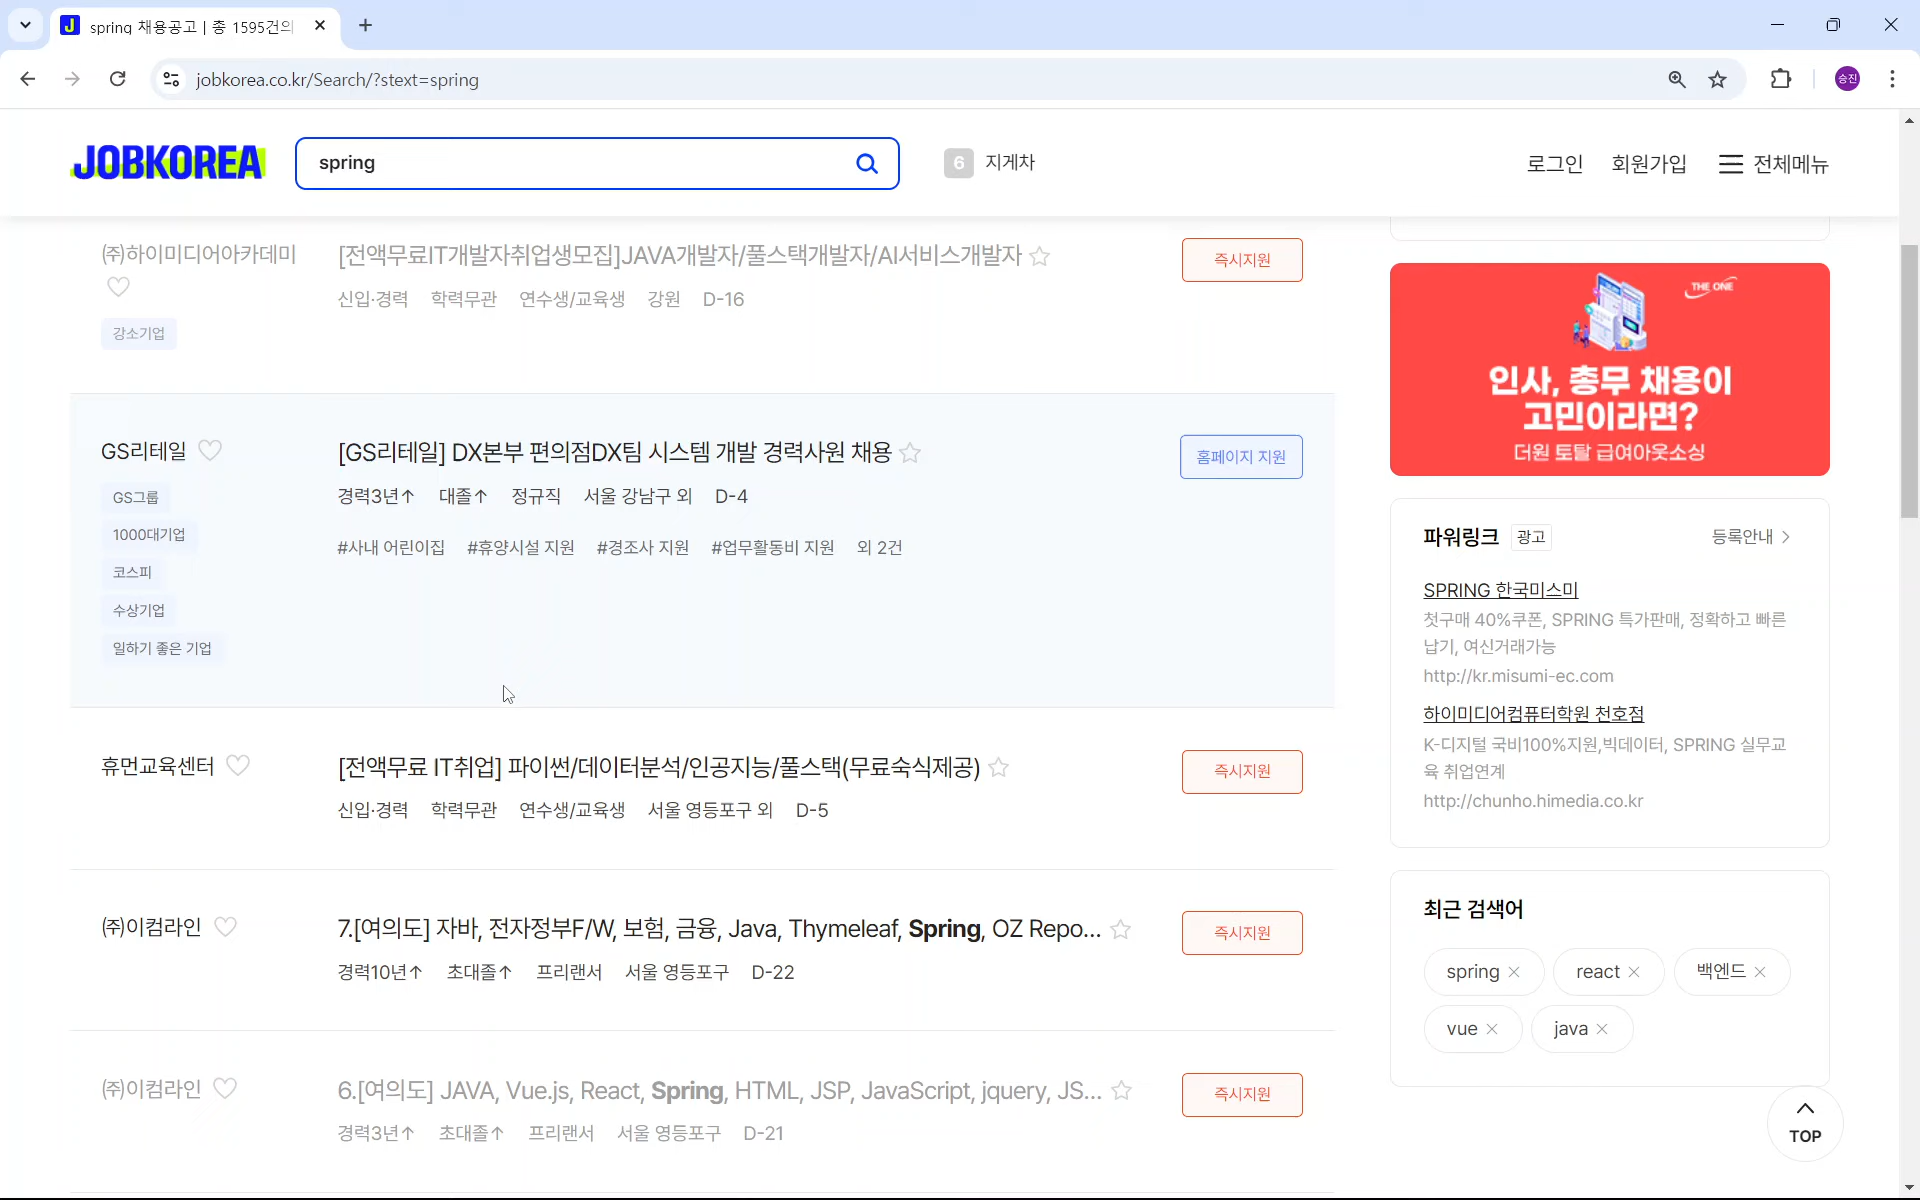 spring 채용공고 | 총 1595건의
jobkorea.co.kr/Search/?stext=spring
승진
JOBKOREA
spring
6 지게차
로그인 회원가입 전체메뉴
㈜하이미디어아카데미
강소기업
[전액무료IT개발자취업생모집]JAVA개발자/풀스택개발자/AI서비스개발자
신입·경력 학력무관 연수생/교육생 강원 D-16
즉시지원
GS리테일
GS그룹
1000대기업
코스피
수상기업
일하기 좋은 기업
[GS리테일] DX본부 편의점DX팀 시스템 개발 경력사원 채용
경력3년↑ 대졸↑ 정규직 서울 강남구 외 D-4
#사내 어린이집 #휴양시설 지원 #경조사 지원 #업무활동비 지원 외 2건
홈페이지 지원
휴먼교육센터
[전액무료 IT취업] 파이썬/데이터분석/인공지능/풀스택(무료숙식제공)
신입·경력 학력무관 연수생/교육생 서울 영등포구 외 D-5
즉시지원
㈜이컴라인
7.[여의도] 자바, 전자정부F/W, 보험, 금융, Java, Thymeleaf, Spring, OZ Repo...
경력10년↑ 초대졸↑ 프리랜서 서울 영등포구 D-22
즉시지원
㈜이컴라인
6.[여의도] JAVA, Vue.js, React, Spring, HTML, JSP, JavaScript, jquery, JS...
경력3년↑ 초대졸↑ 프리랜서 서울 영등포구 D-21
즉시지원
THE ONE
인사, 총무 채용이
고민이라면?
더원 토탈 급여아웃소싱
파워링크 광고 등록안내
SPRING 한국미스미
첫구매 40%쿠폰, SPRING 특가판매, 정확하고 빠른
납기, 여신거래가능
http://kr.misumi-ec.com
하이미디어컴퓨터학원 천호점
K-디지털 국비100%지원,빅데이터, SPRING 실무교
육 취업연계
http://chunho.himedia.co.kr
최근 검색어
spring react 백엔드
vue java
TOP